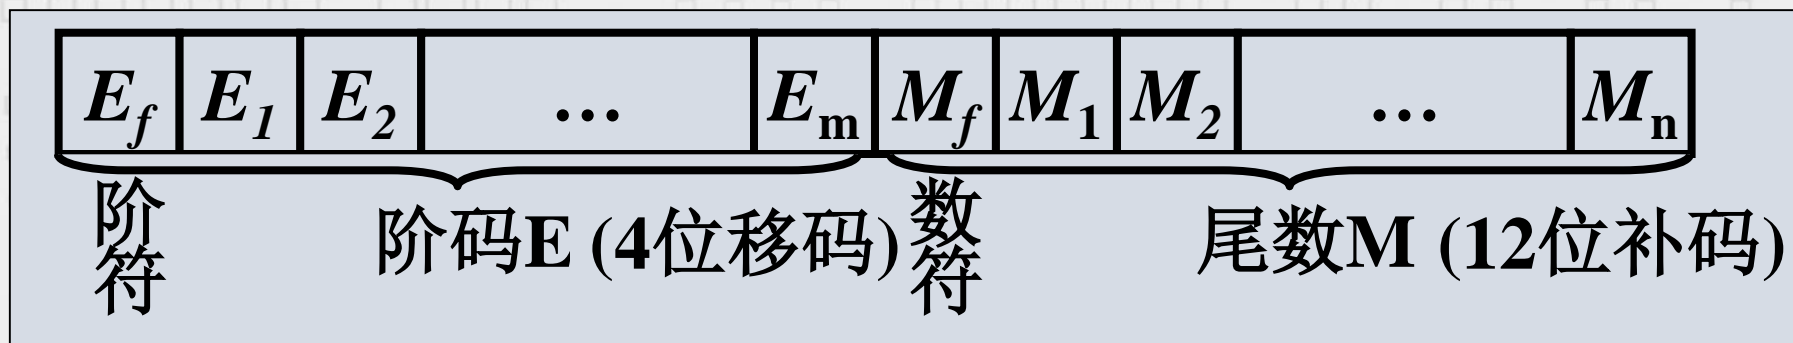 E_f E_1 E_2 … E_m M_f M_1 M_2 … M_n
阶符 阶码E (4位移码) 数符 尾数M (12位补码)